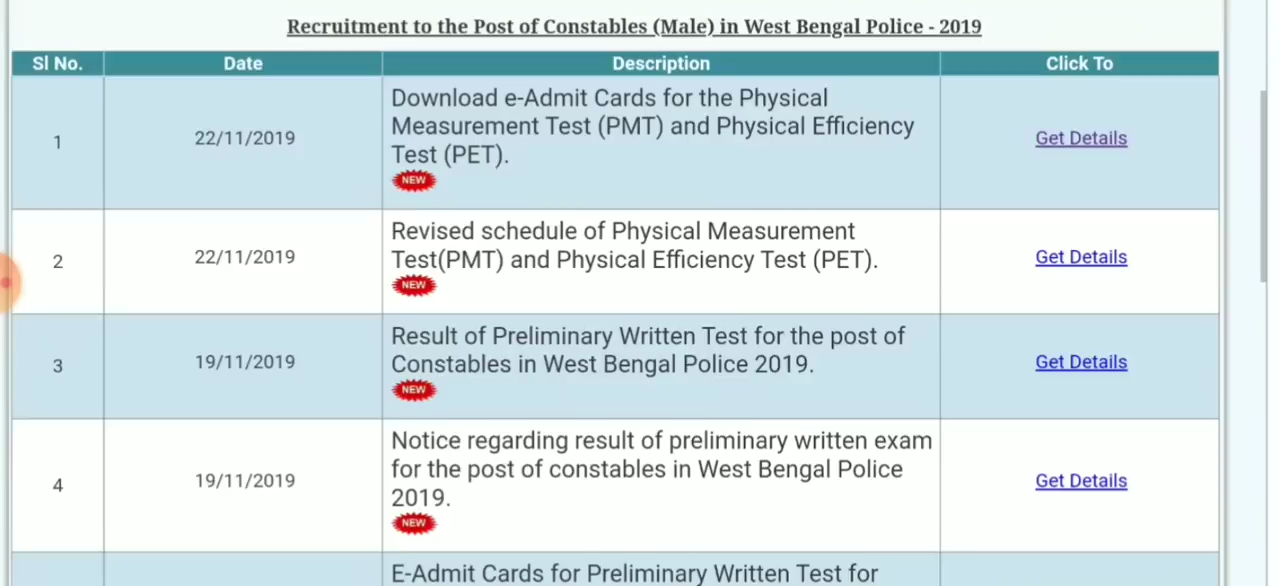 Recruitment to the Post of Constables (Male) in West Bengal Police - 2019
Sl No. Date Description Click To
1 22/11/2019 Download e-Admit Cards for the Physical
Measurement Test (PMT) and Physical Efficiency
Test (PET).
NEW
Get Details
2 22/11/2019 Revised schedule of Physical Measurement
Test(PMT) and Physical Efficiency Test (PET).
NEW
Get Details
3 19/11/2019 Result of Preliminary Written Test for the post of
Constables in West Bengal Police 2019.
NEW
Get Details
4 19/11/2019 Notice regarding result of preliminary written exam
for the post of constables in West Bengal Police
2019.
NEW
Get Details
E-Admit Cards for Preliminary Written Test for